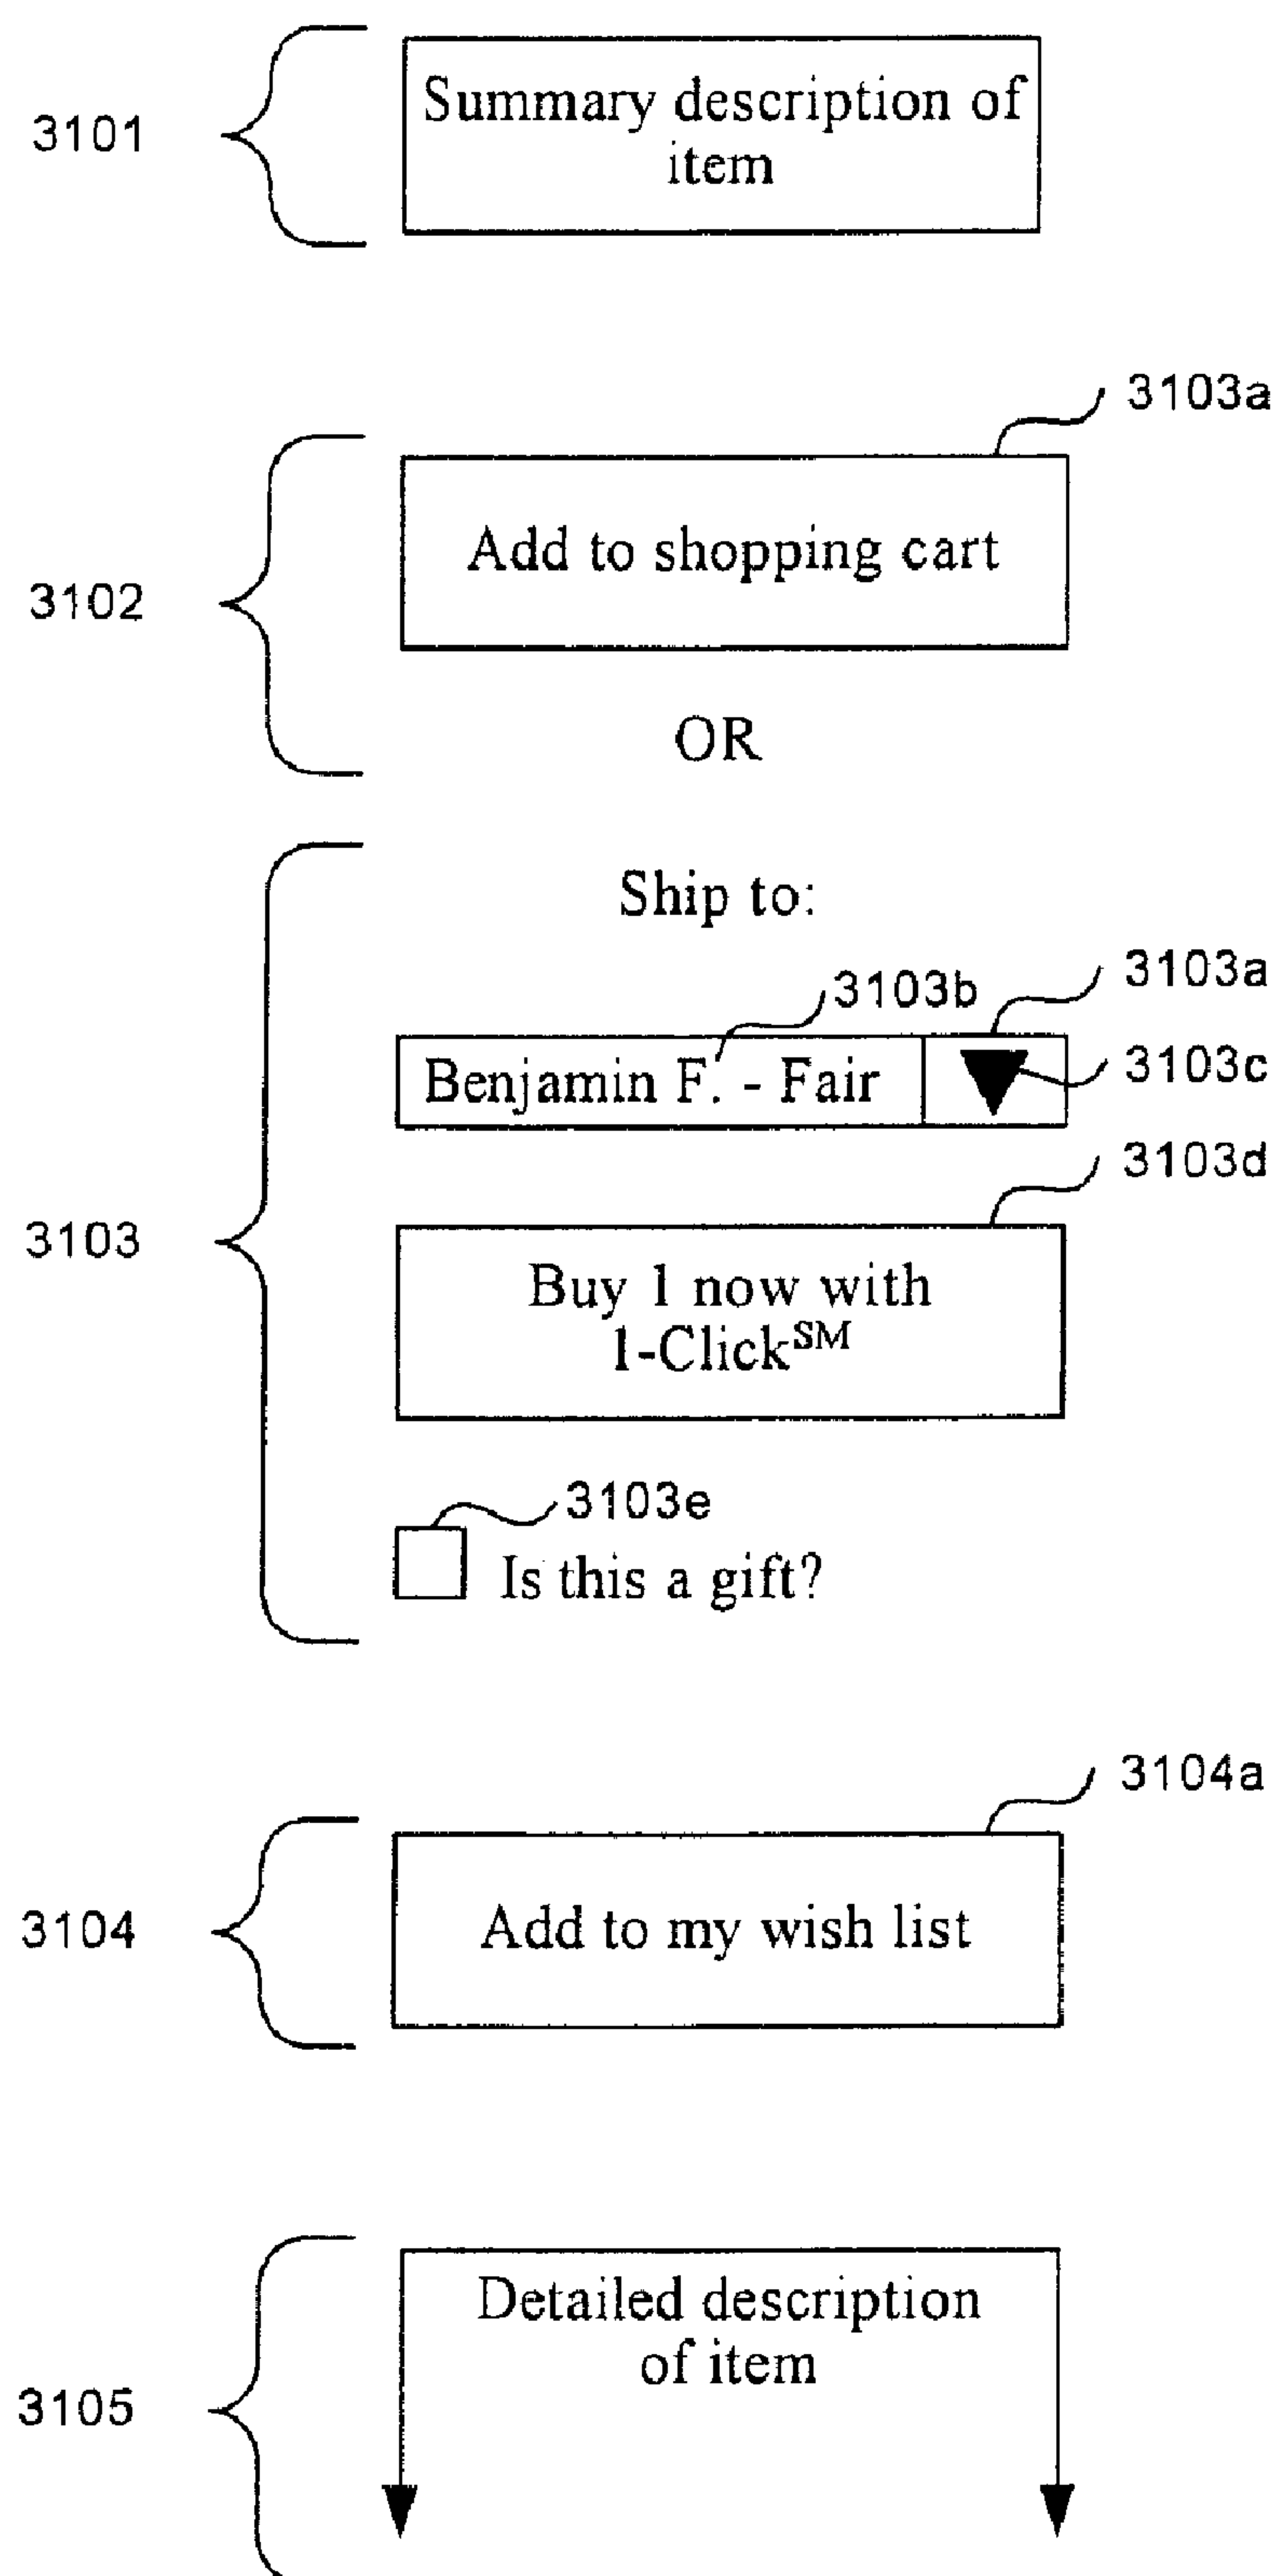 3101
Summary description of
item
3103a
3102
Add to shopping cart
OR
3103
Ship to:
3103a
3103b
Benjamin F. - Fair
3103c
3103d
Buy 1 now with
1-Click℠
3103e
Is this a gift?
3104a
3104
Add to my wish list
3105
Detailed description
of item